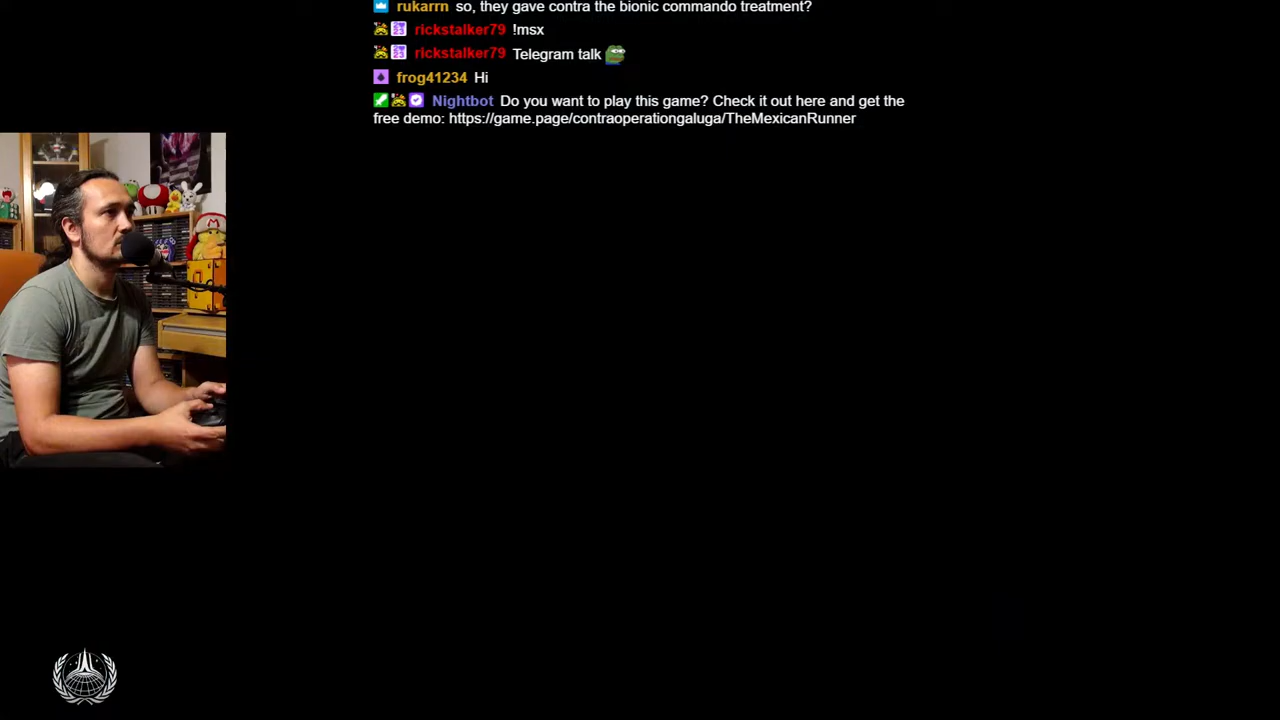 rukarrn so, they gave contra the bionic commando treatment?
rickstalker79 !msx
rickstalker79 Telegram talk
frog41234 Hi
Nightbot Do you want to play this game? Check it out here and get the
free demo: https://game.page/contraoperationgaluga/TheMexicanRunner